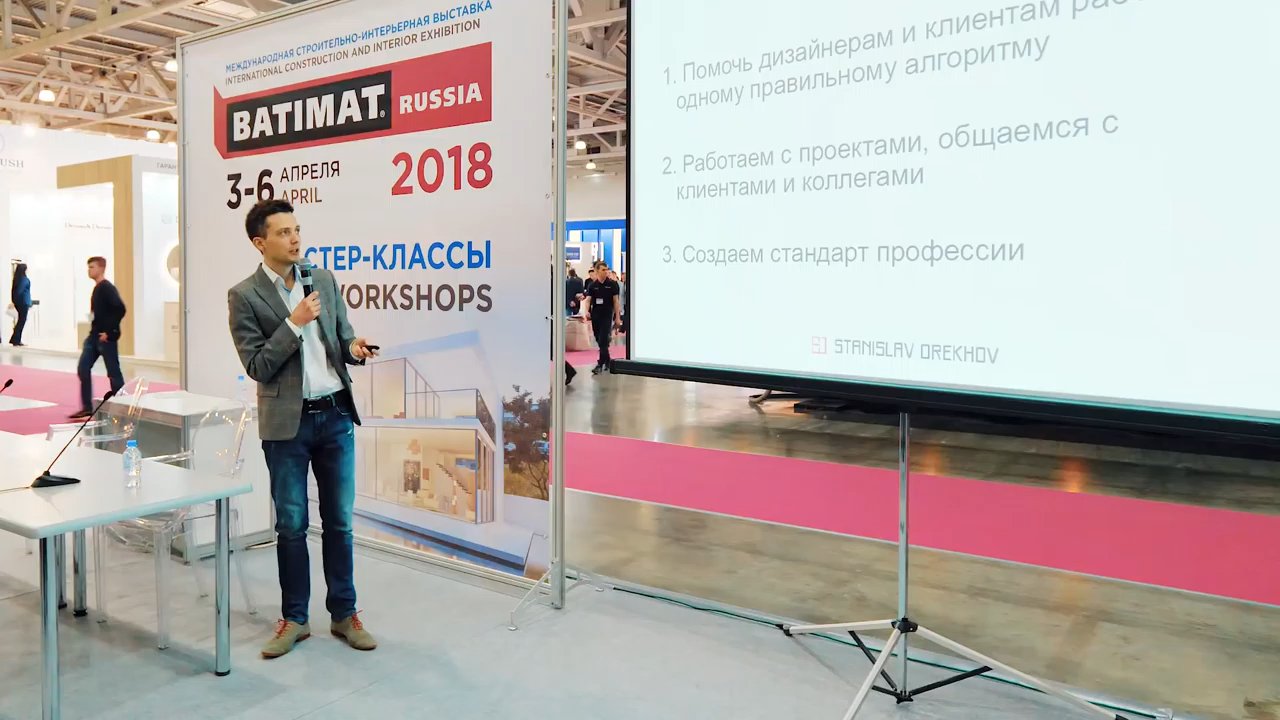 МЕЖДУНАРОДНАЯ СТРОИТЕЛЬНО-ИНТЕРЬЕРНАЯ ВЫСТАВКА
INTERNATIONAL CONSTRUCTION AND INTERIOR EXHIBITION
BATIMAT RUSSIA
3-6 АПРЕЛЯ
APRIL
2018
СТЕР-КЛАССЫ
WORKSHOPS
1. Помочь дизайнерам и клиентам
одному правильному алгоритму
2. Работаем с проектами, общаемся с
клиентами и коллегами
3. Создаем стандарт профессии
STANISLAV OREKHOV